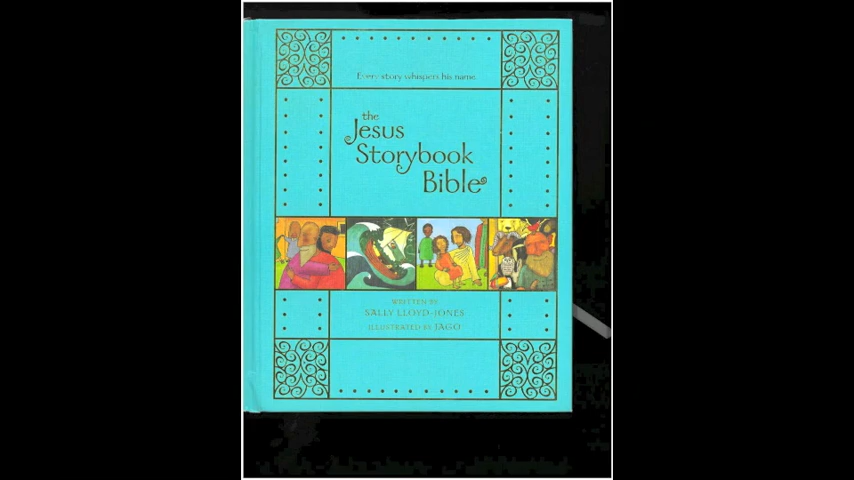 Every story whispers his name.
the
Jesus
Storybook
Bible
WRITTEN BY
SALLY LLOYD-JONES
ILLUSTRATED BY JAGO